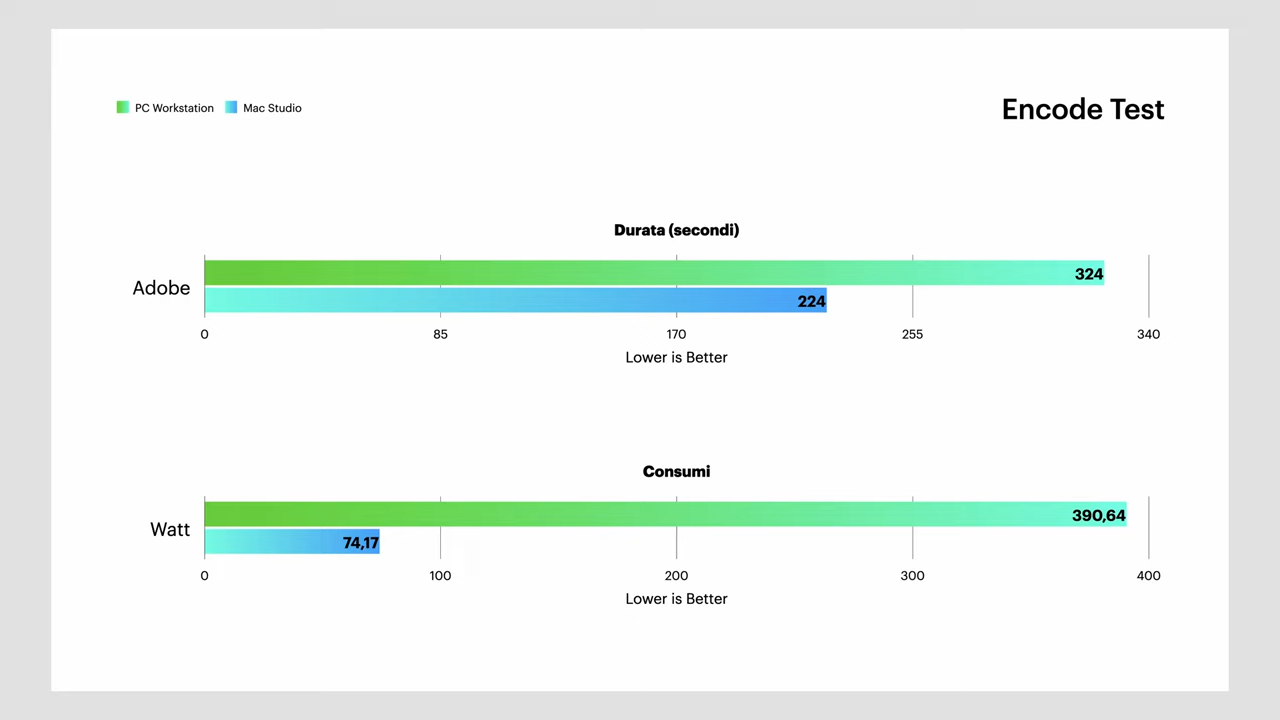 PC Workstation Mac Studio
Encode Test
Durata (secondi)
Adobe
324
224
0 85 170 255 340
Lower is Better
Consumi
Watt
390,64
74,17
0 100 200 300 400
Lower is Better